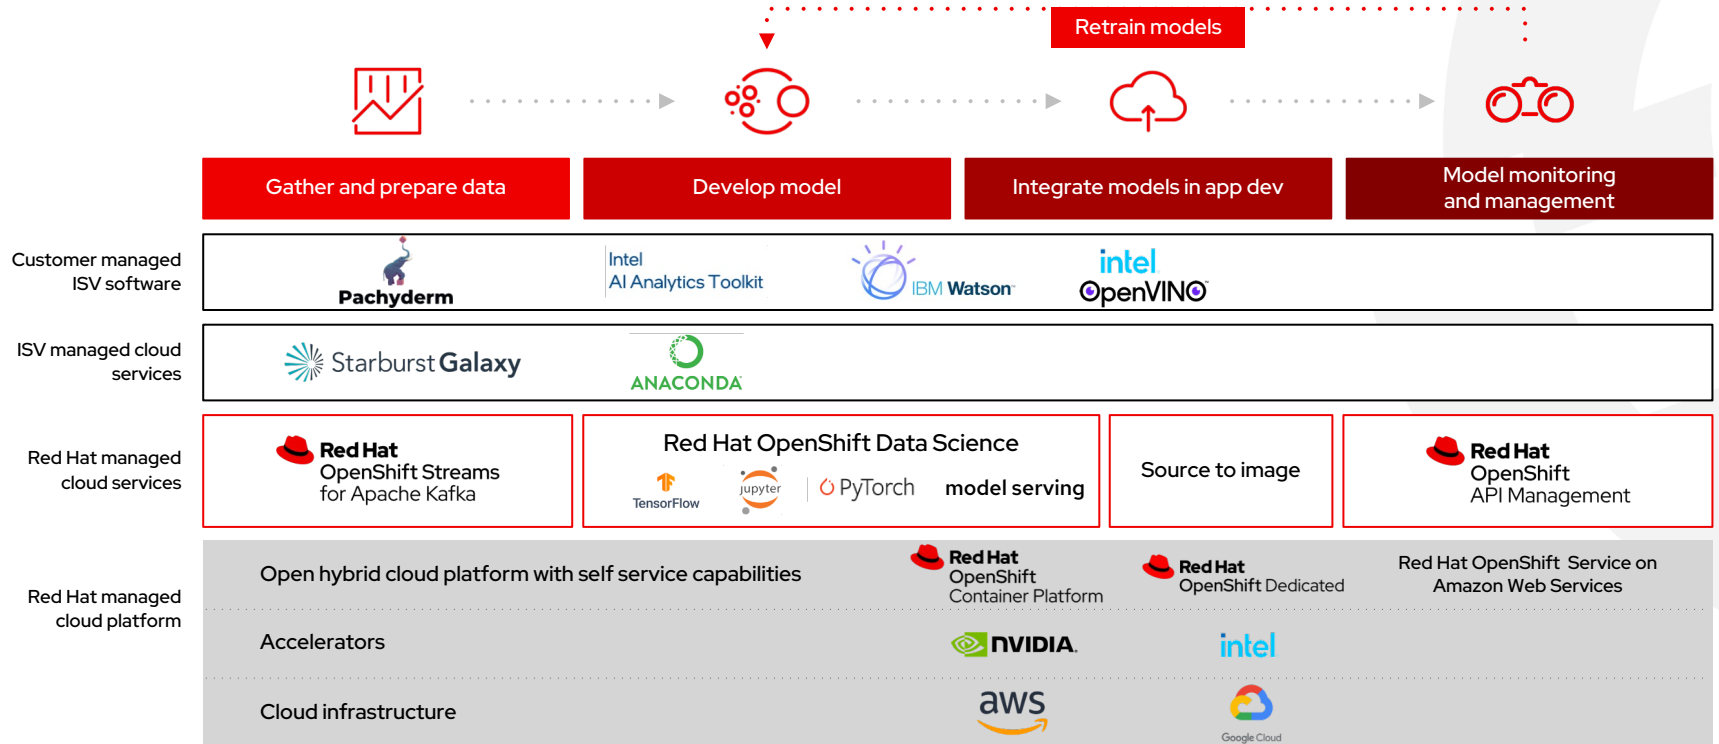 Retrain models
Gather and prepare data
Develop model
Integrate models in app dev
Model monitoring
and management
Customer managed
ISV software
Pachyderm
Intel
AI Analytics Toolkit
IBM Watson
intel
OpenVINO
ISV managed cloud
services
Starburst Galaxy
ANACONDA
Red Hat managed
cloud services
Red Hat
OpenShift Streams
for Apache Kafka
Red Hat OpenShift Data Science
TensorFlow
jupyter
PyTorch
model serving
Source to image
Red Hat
OpenShift
API Management
Red Hat managed
cloud platform
Open hybrid cloud platform with self service capabilities
Red Hat
OpenShift
Container Platform
Red Hat
OpenShift Dedicated
Red Hat OpenShift Service on
Amazon Web Services
Accelerators
NVIDIA.
intel
Cloud infrastructure
aws
Google Cloud